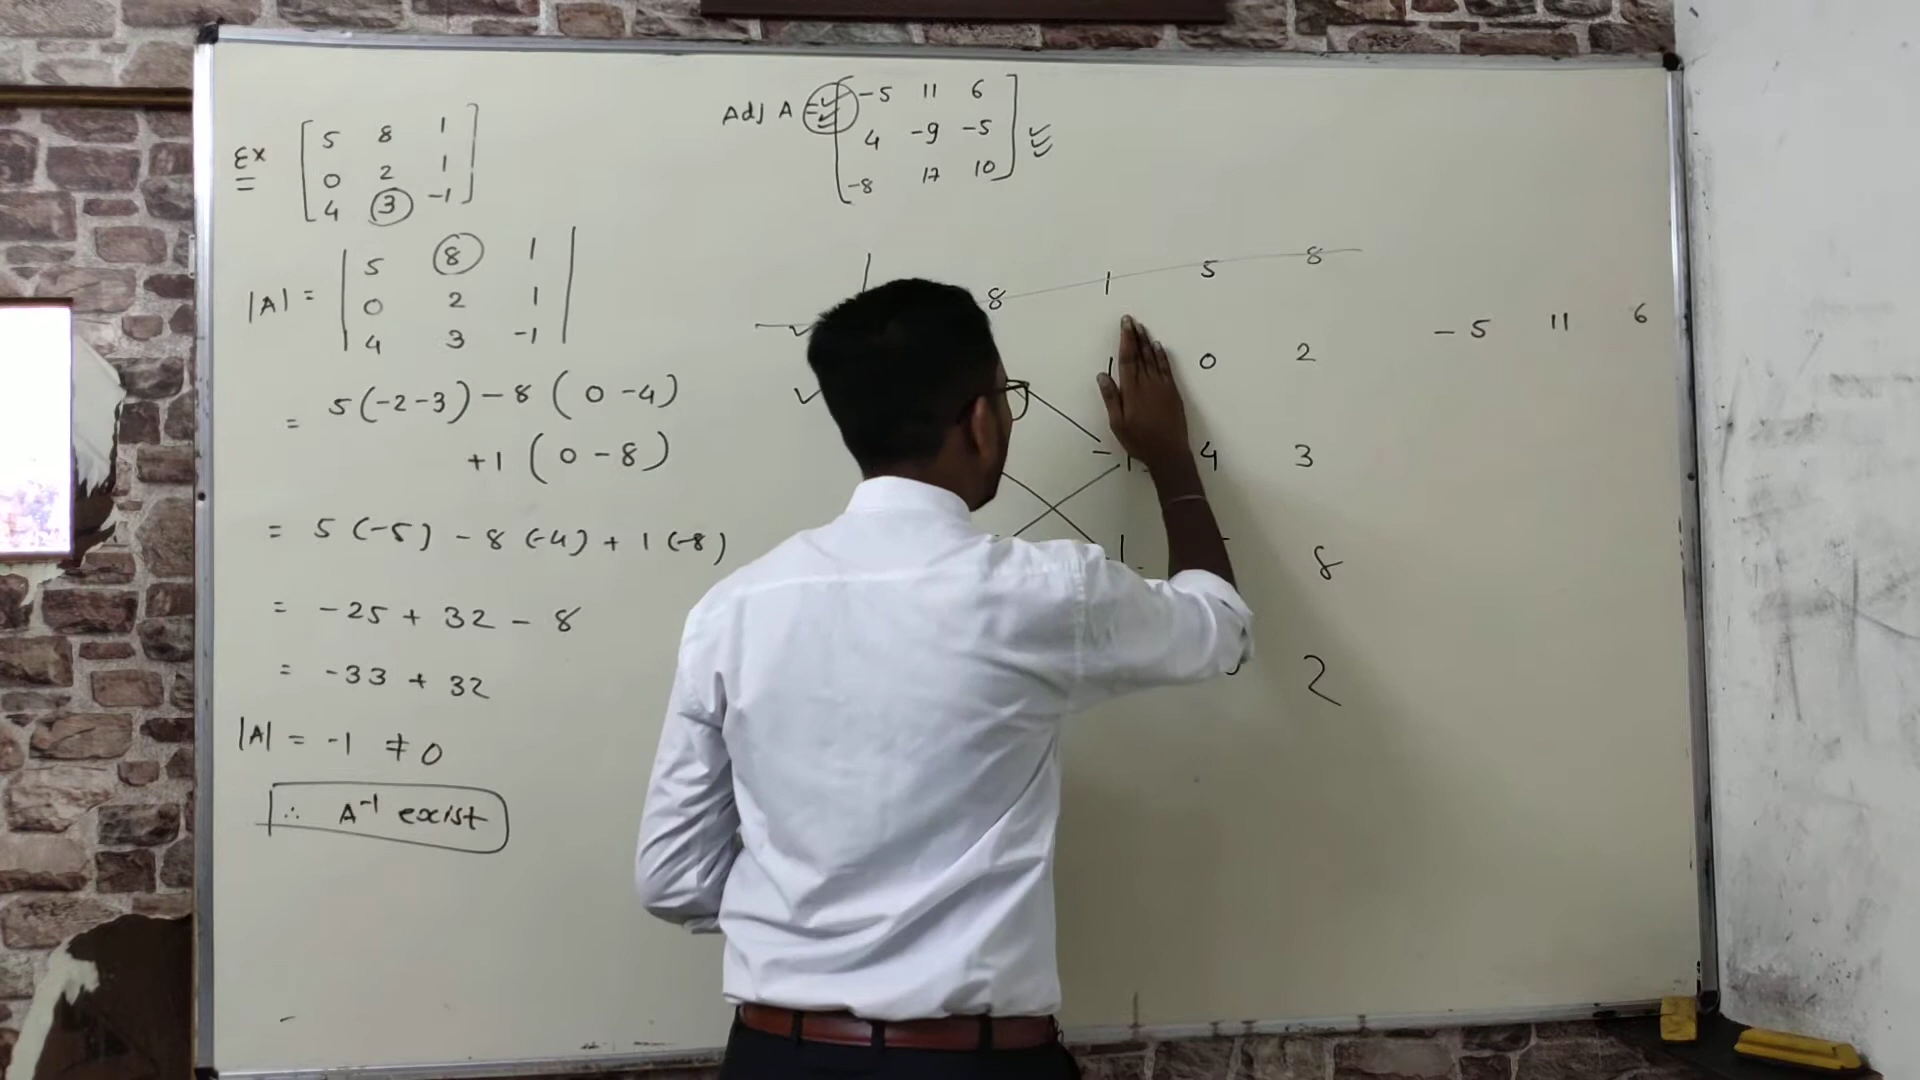 Ex
5 8 1
0 2 1
4 3 -1
|A| =
5 8 1
0 2 1
4 3 -1
= 5(-2-3) - 8 ( 0 - 4)
+1 ( 0 - 8 )
= 5 (-5) - 8 (-4) + 1 (-8)
= -25 + 32 - 8
= -33 + 32
|A| = -1 ≠ 0
∴ A⁻¹ exist
Adj A =
-5 11 6
4 -9 -5
-8 17 10
8 1 5 8
1 0 2
-1 4 3
1 8
2
-5 11 6